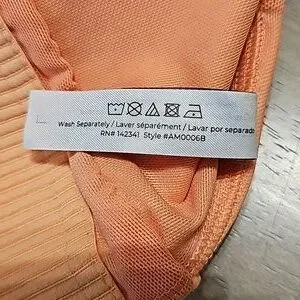 Wash Separately / Laver séparément / Lavar por separado
RN# 142341 Style #AM0006B